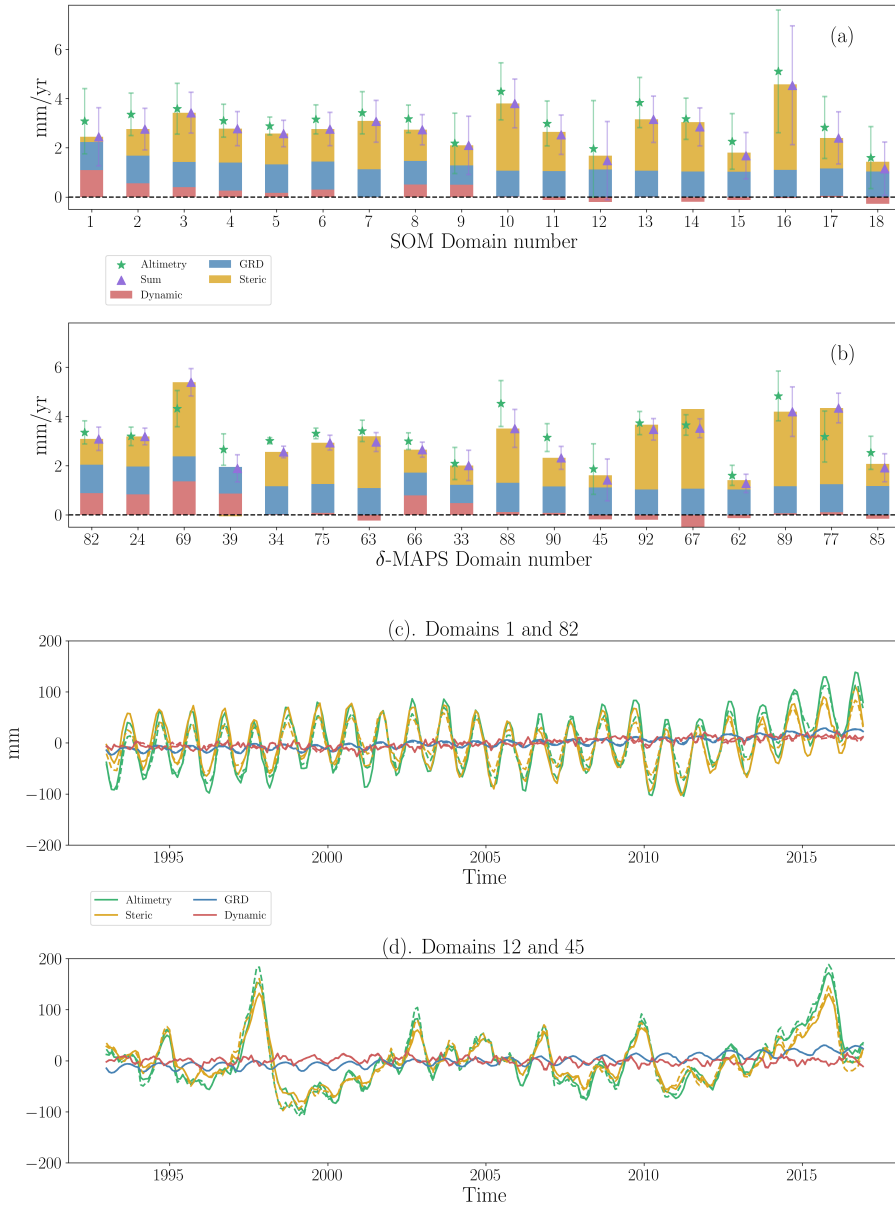 (a)
mm/yr
6
4
2
0
1 2 3 4 5 6 7 8 9 10 11 12 13 14 15 16 17 18
SOM Domain number
Altimetry GRD
Sum Steric
Dynamic
(b)
mm/yr
6
4
2
0
82 24 69 39 34 75 63 66 33 88 90 45 92 67 62 89 77 85
δ-MAPS Domain number
(c). Domains 1 and 82
mm
200
100
0
−100
−200
1995 2000 2005 2010 2015
Time
Altimetry GRD
Steric Dynamic
(d). Domains 12 and 45
200
100
0
−100
−200
1995 2000 2005 2010 2015
Time